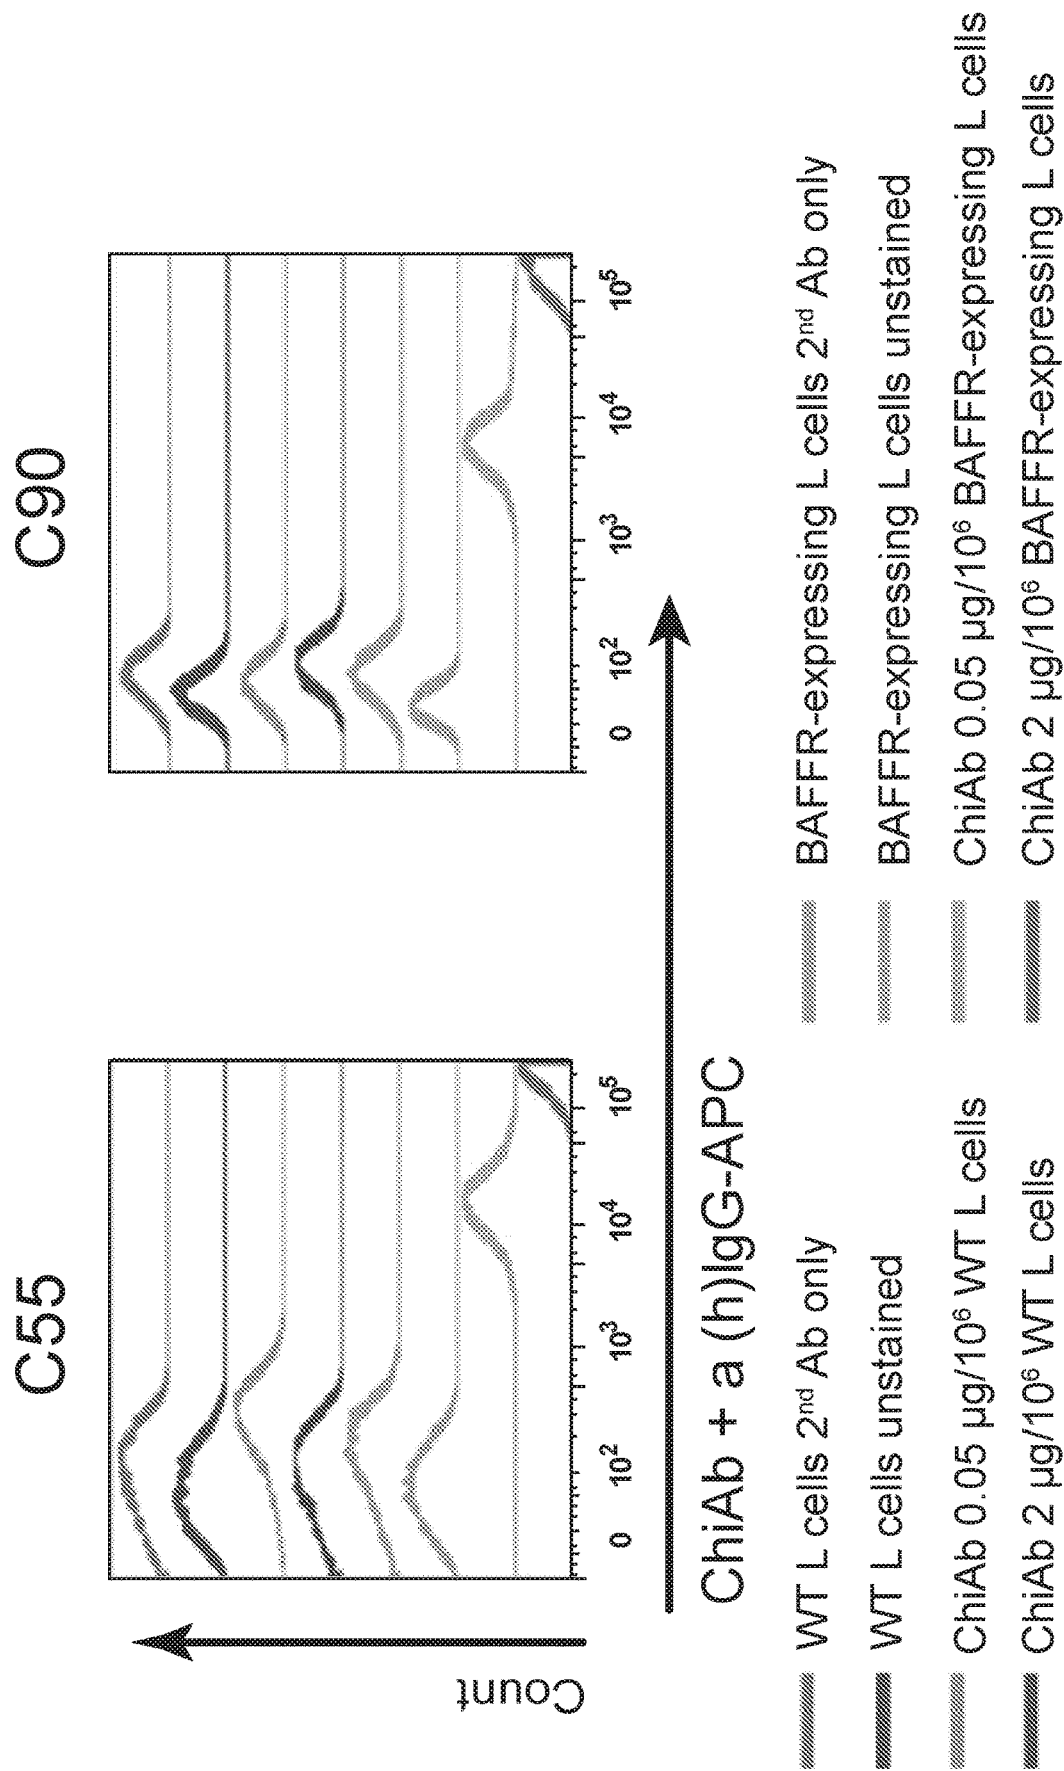 C55
C90
Count
0 10² 10³ 10⁴ 10⁵
0 10² 10³ 10⁴ 10⁵
ChiAb + a (h)IgG-APC
WT L cells 2ⁿᵈ Ab only
WT L cells unstained
ChiAb 0.05 µg/10⁶ WT L cells
ChiAb 2 µg/10⁶ WT L cells
BAFFR-expressing L cells 2ⁿᵈ Ab only
BAFFR-expressing L cells unstained
ChiAb 0.05 µg/10⁶ BAFFR-expressing L cells
ChiAb 2 µg/10⁶ BAFFR-expressing L cells